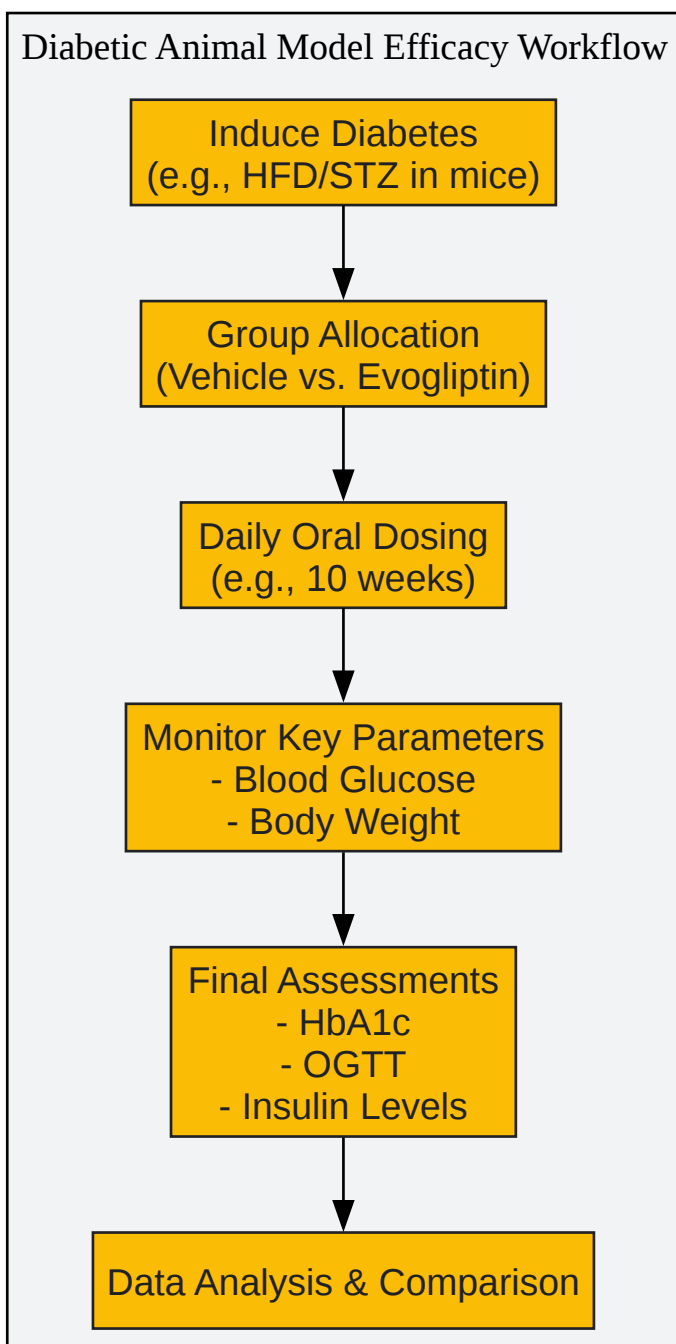 Diabetic Animal Model Efficacy Workflow
Induce Diabetes
(e.g., HFD/STZ in mice)
Group Allocation
(Vehicle vs. Evogliptin)
Daily Oral Dosing
(e.g., 10 weeks)
Monitor Key Parameters
- Blood Glucose
- Body Weight
Final Assessments
- HbA1c
- OGTT
- Insulin Levels
Data Analysis & Comparison